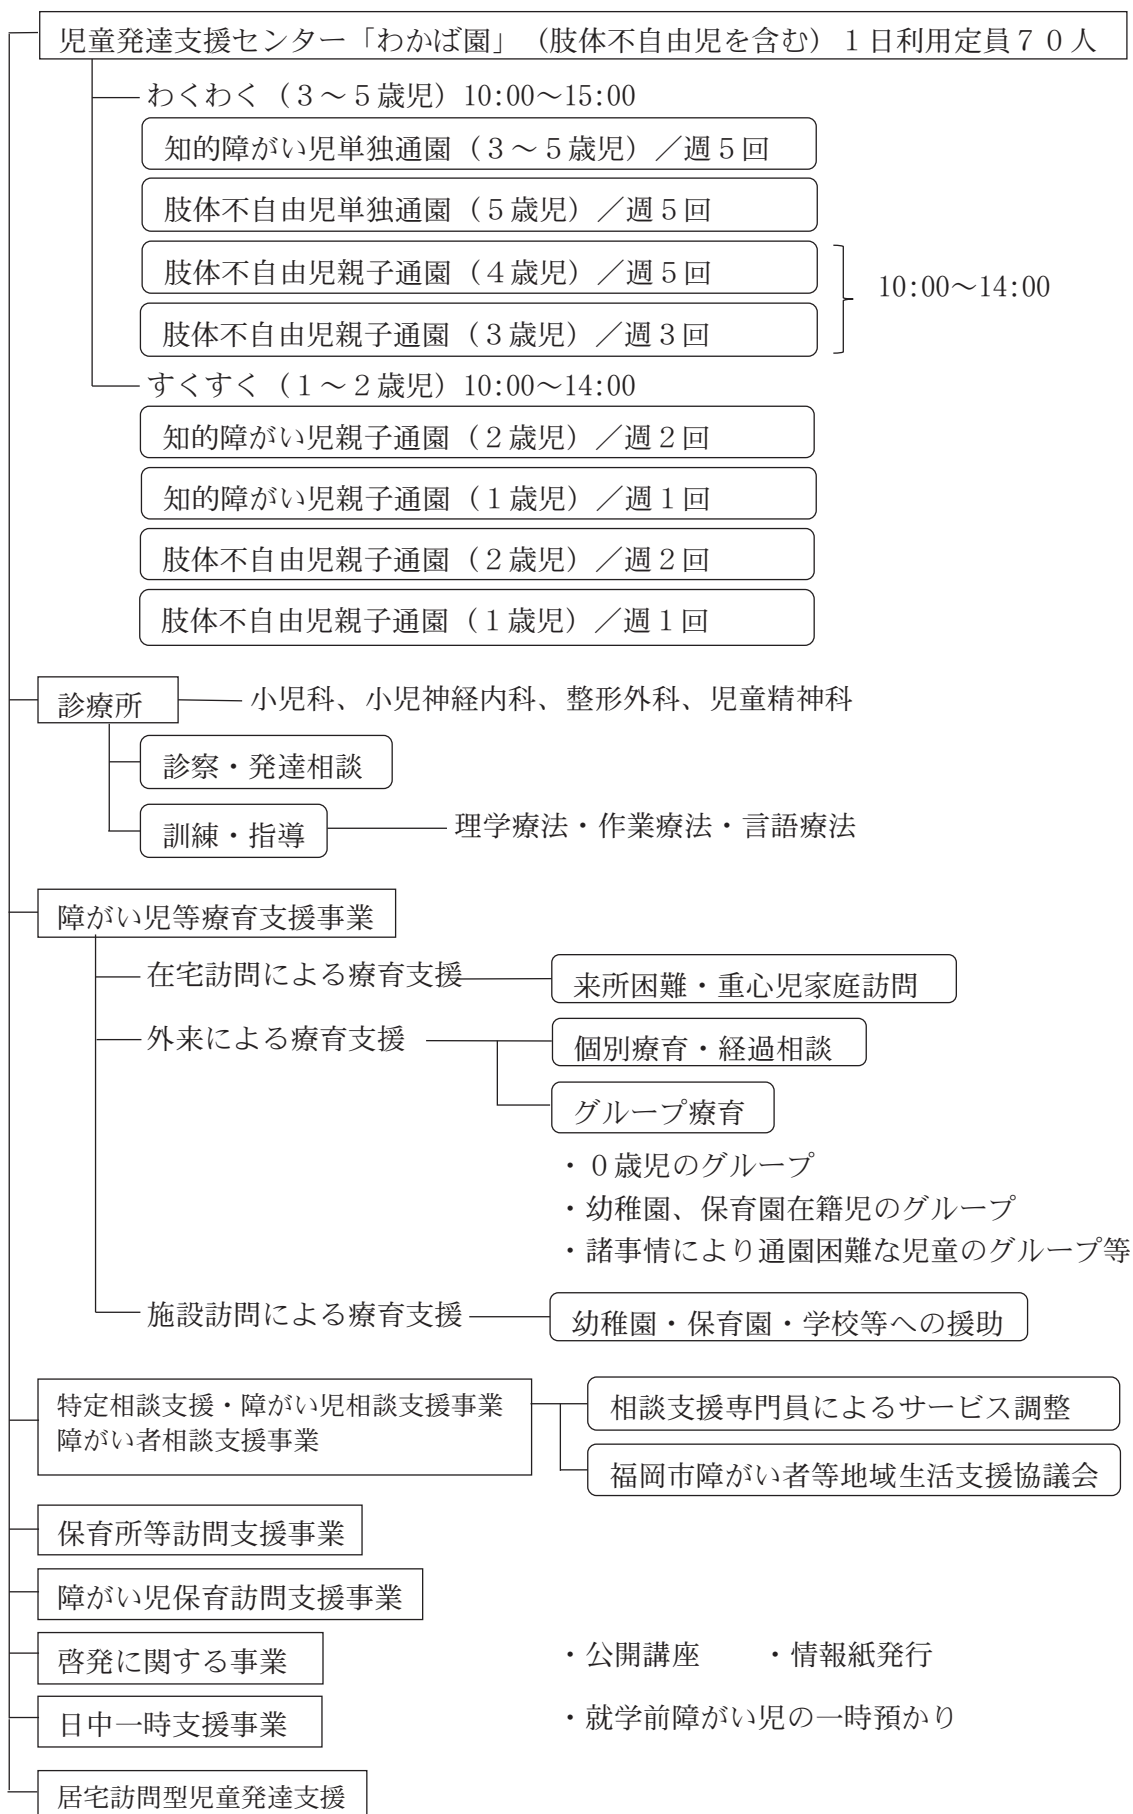 児童発達支援センター「わかば園」（肢体不自由児を含む）１日利用定員７０人
わくわく（３～５歳児）10:00～15:00
知的障がい児単独通園（３～５歳児）／週５回
肢体不自由児単独通園（５歳児）／週５回
肢体不自由児親子通園（４歳児）／週５回
10:00～14:00
肢体不自由児親子通園（３歳児）／週３回
すくすく（１～２歳児）10:00～14:00
知的障がい児親子通園（２歳児）／週２回
知的障がい児親子通園（１歳児）／週１回
肢体不自由児親子通園（２歳児）／週２回
肢体不自由児親子通園（１歳児）／週１回
診療所 小児科、小児神経内科、整形外科、児童精神科
診察・発達相談
訓練・指導 理学療法・作業療法・言語療法
障がい児等療育支援事業
在宅訪問による療育支援 来所困難・重心児家庭訪問
外来による療育支援 個別療育・経過相談
グループ療育
・０歳児のグループ
・幼稚園、保育園在籍児のグループ
・諸事情により通園困難な児童のグループ等
施設訪問による療育支援 幼稚園・保育園・学校等への援助
特定相談支援・障がい児相談支援事業
障がい者相談支援事業
相談支援専門員によるサービス調整
福岡市障がい者等地域生活支援協議会
保育所等訪問支援事業
障がい児保育訪問支援事業
啓発に関する事業 ・公開講座 ・情報紙発行
日中一時支援事業 ・就学前障がい児の一時預かり
居宅訪問型児童発達支援